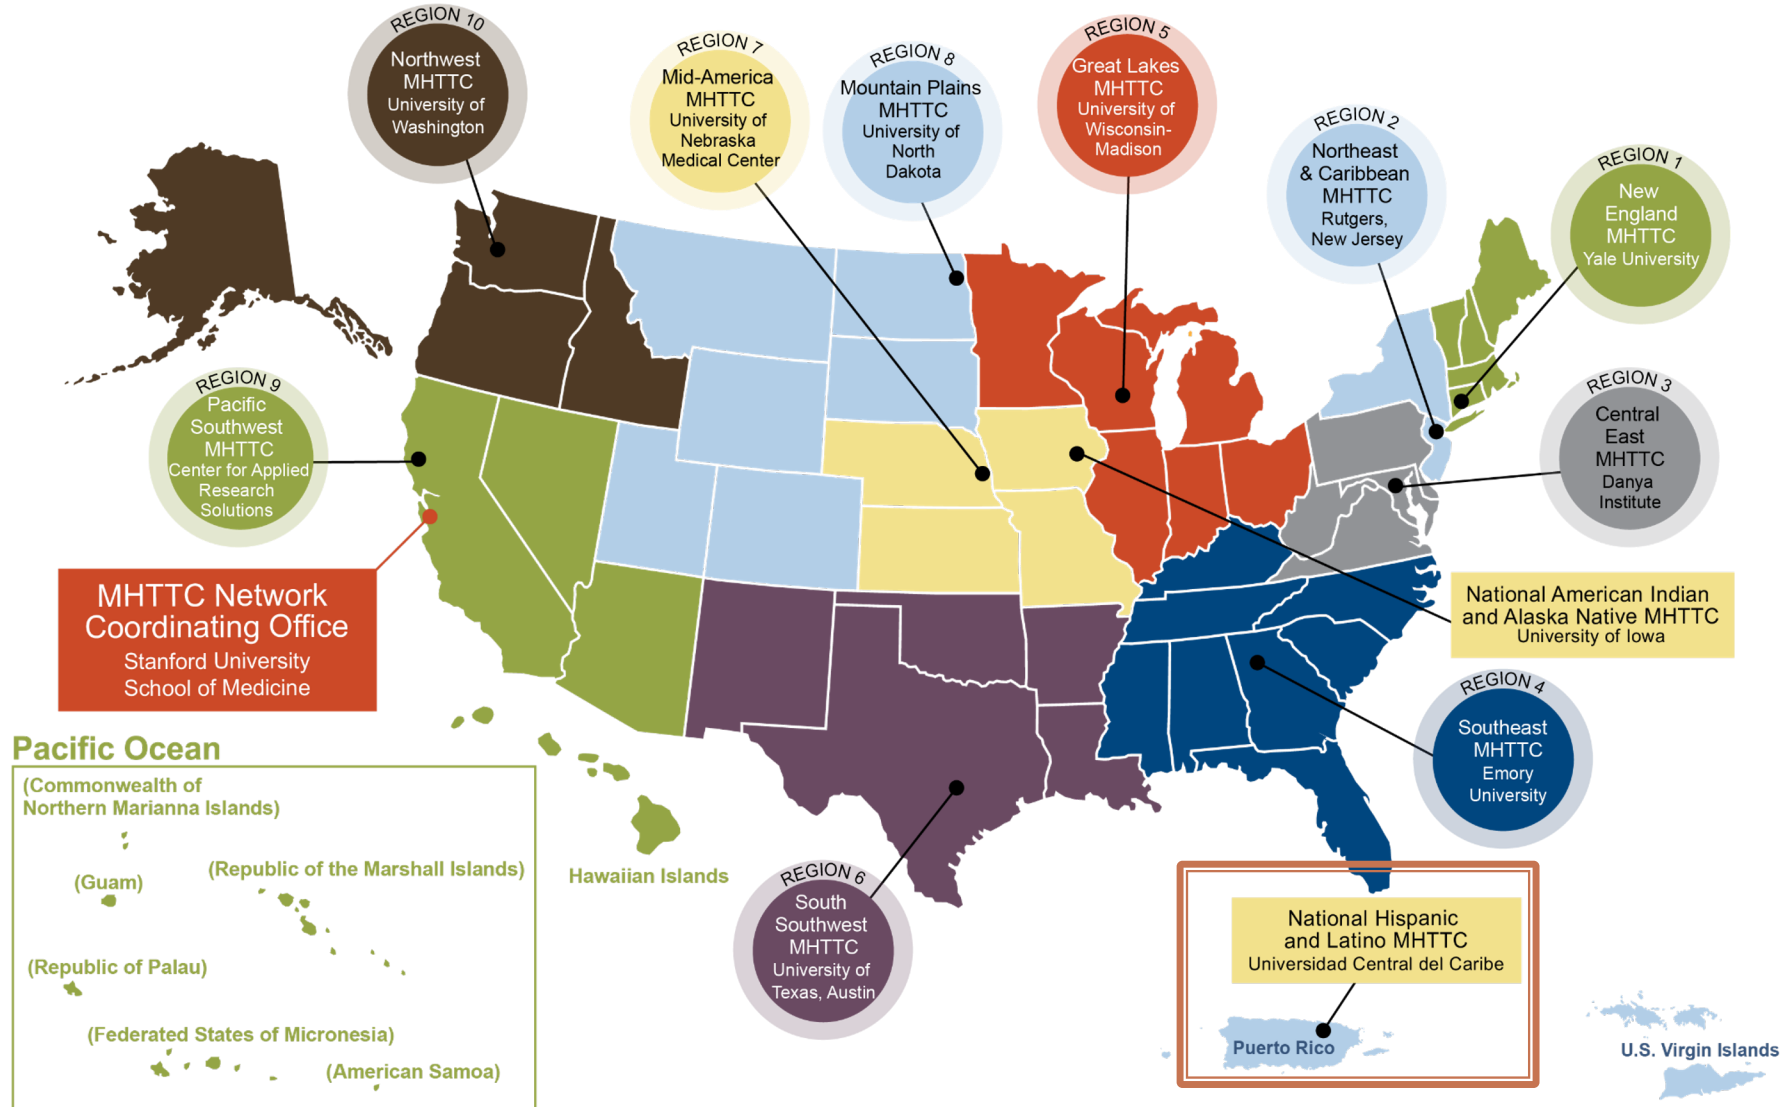 REGION 10
Northwest
MHTTC
University of
Washington
REGION 7
Mid-America
MHTTC
University of
Nebraska
Medical Center
REGION 8
Mountain Plains
MHTTC
University of
North
Dakota
REGION 5
Great Lakes
MHTTC
University of
Wisconsin-
Madison
REGION 2
Northeast
& Caribbean
MHTTC
Rutgers,
New Jersey
REGION 1
New
England
MHTTC
Yale University
REGION 9
Pacific
Southwest
MHTTC
Center for Applied
Research
Solutions
REGION 3
Central
East
MHTTC
Danya
Institute
MHTTC Network
Coordinating Office
Stanford University
School of Medicine
National American Indian
and Alaska Native MHTTC
University of Iowa
REGION 4
Southeast
MHTTC
Emory
University
Pacific Ocean
(Commonwealth of
Northern Marianna Islands)
(Guam)
(Republic of the Marshall Islands)
(Republic of Palau)
(Federated States of Micronesia)
(American Samoa)
Hawaiian Islands
REGION 6
South
Southwest
MHTTC
University of
Texas, Austin
National Hispanic
and Latino MHTTC
Universidad Central del Caribe
Puerto Rico
U.S. Virgin Islands